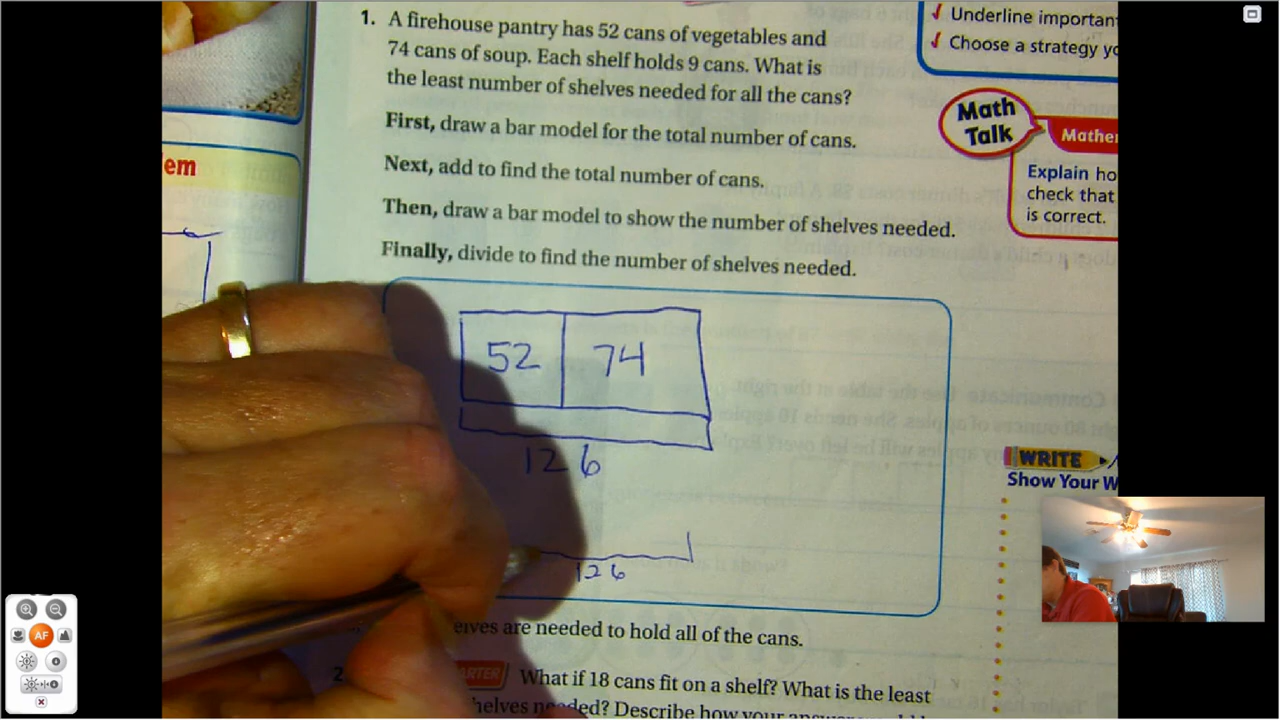 1. A firehouse pantry has 52 cans of vegetables and
74 cans of soup. Each shelf holds 9 cans. What is
the least number of shelves needed for all the cans?
First, draw a bar model for the total number of cans.
Next, add to find the total number of cans.
Then, draw a bar model to show the number of shelves needed.
Finally, divide to find the number of shelves needed.
em
✓ Underline important
✓ Choose a strategy yo
Math
Talk
Mathe
Explain ho
check that
is correct.
52 74
126
126
WRITE
Show Your W
are needed to hold all of the cans.
2 What if 18 cans fit on a shelf? What is the least
needed? Describe how your
AF